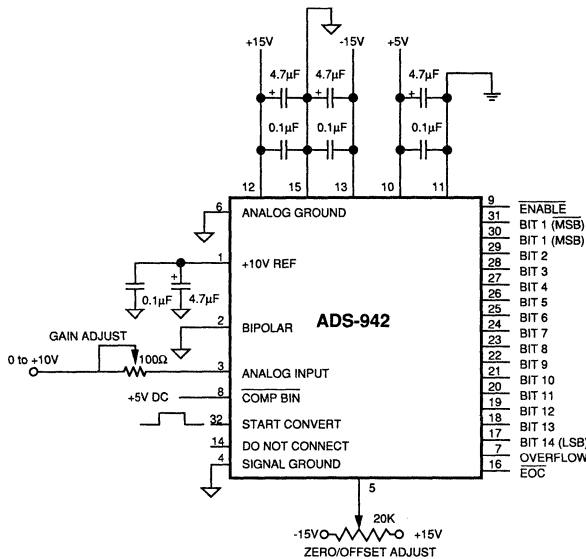 +15V -15V +5V
4.7µF 4.7µF 4.7µF
+ + +
0.1µF 0.1µF 0.1µF
12 15 13 10 11
6 ANALOG GROUND
1 +10V REF
+
0.1µF 4.7µF
2 BIPOLAR
ADS-942
GAIN ADJUST
0 to +10V
100Ω
3 ANALOG INPUT
+5V DC 8 COMP BIN
32 START CONVERT
14 DO NOT CONNECT
4 SIGNAL GROUND
9 ENABLE
31 BIT 1 (MSB)
30 BIT 1 (MSB)
29 BIT 2
28 BIT 3
27 BIT 4
26 BIT 5
25 BIT 6
24 BIT 7
23 BIT 8
22 BIT 9
21 BIT 10
20 BIT 11
19 BIT 12
18 BIT 13
17 BIT 14 (LSB)
7 OVERFLOW
16 EOC
5
20K
-15V +15V
ZERO/OFFSET ADJUST